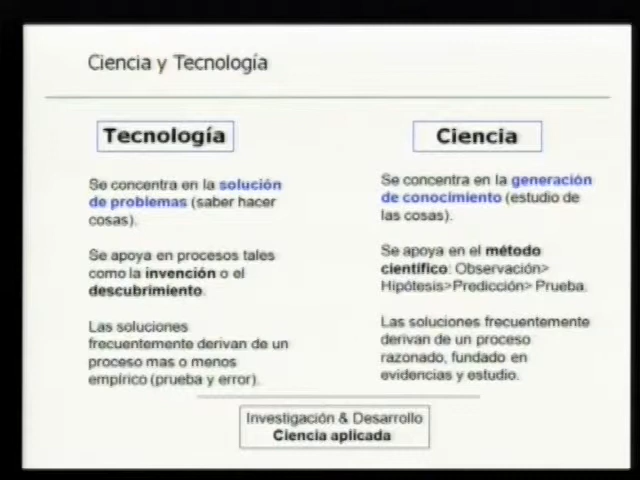 Ciencia y Tecnología
Tecnología
Se concentra en la solución
de problemas (saber hacer
cosas).
Se apoya en procesos tales
como la invención o el
descubrimiento.
Las soluciones
frecuentemente derivan de un
proceso mas o menos
empírico (prueba y error).
Ciencia
Se concentra en la generación
de conocimiento (estudio de
las cosas).
Se apoya en el método
científico: Observación>
Hipótesis>Predicción> Prueba.
Las soluciones frecuentemente
derivan de un proceso
razonado, fundado en
evidencias y estudio.
Investigación & Desarrollo
Ciencia aplicada